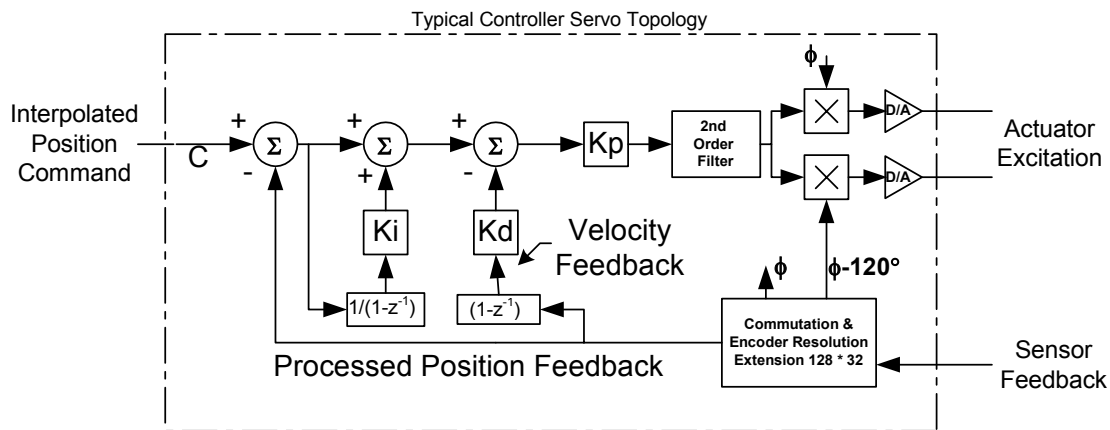 Typical Controller Servo Topology
Interpolated
Position
Command
C
+
-
Σ
+
+
Σ
+
-
Σ
Kp
2nd
Order
Filter
ϕ
×
D/A
×
D/A
Actuator
Excitation
Ki
Kd
Velocity
Feedback
1/(1-z⁻¹)
(1-z⁻¹)
ϕ
ϕ-120°
Commutation &
Encoder Resolution
Extension 128 * 32
Processed Position Feedback
Sensor
Feedback